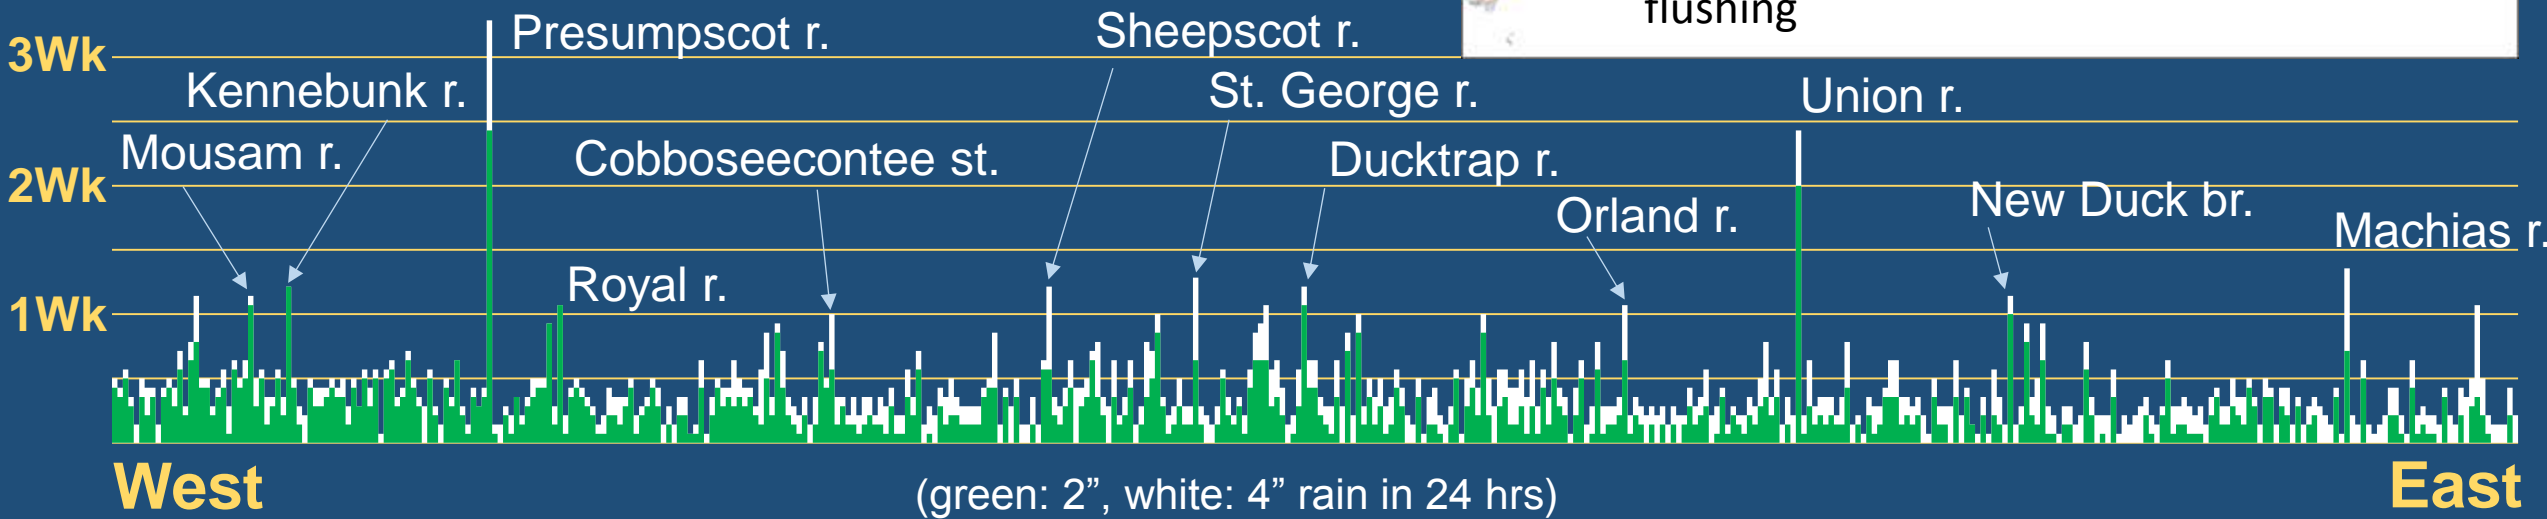 flushing
Presumpscot r.
Sheepscot r.
3Wk
Kennebunk r.
St. George r.
Union r.
Mousam r.
Cobboseecontee st.
Ducktrap r.
2Wk
Orland r.
New Duck br.
Machias r.
Royal r.
1Wk
West
(green: 2”, white: 4” rain in 24 hrs)
East